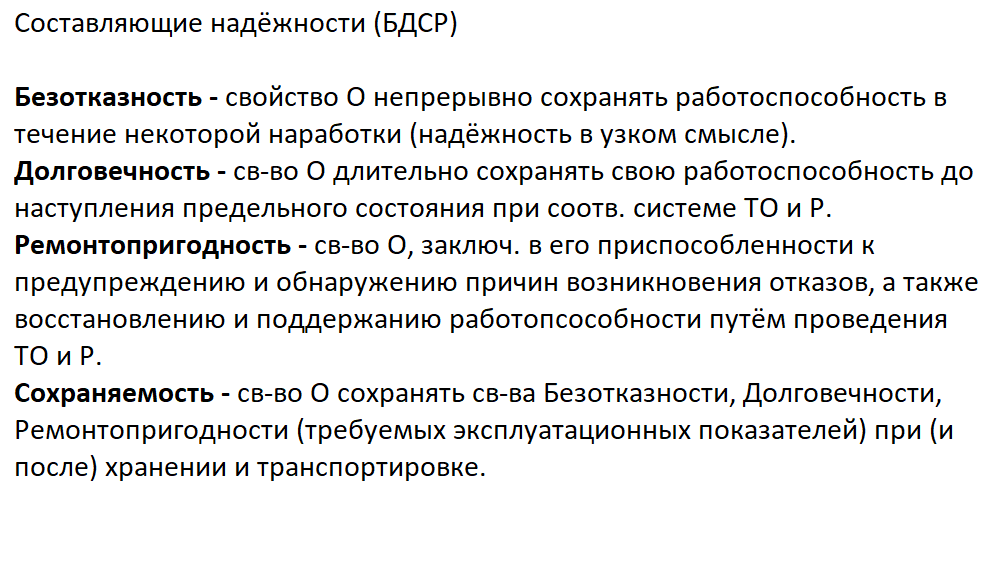 Составляющие надёжности (БДСР)
Безотказность - свойство О непрерывно сохранять работоспособность в
течение некоторой наработки (надёжность в узком смысле).
Долговечность - св-во О длительно сохранять свою работоспособность до
наступления предельного состояния при соотв. системе ТО и Р.
Ремонтопригодность - св-во О, заключ. в его приспособленности к
предупреждению и обнаружению причин возникновения отказов, а также
восстановлению и поддержанию работопсособности путём проведения
ТО и Р.
Сохраняемость - св-во О сохранять св-ва Безотказности, Долговечности,
Ремонтопригодности (требуемых эксплуатационных показателей) при (и
после) хранении и транспортировке.